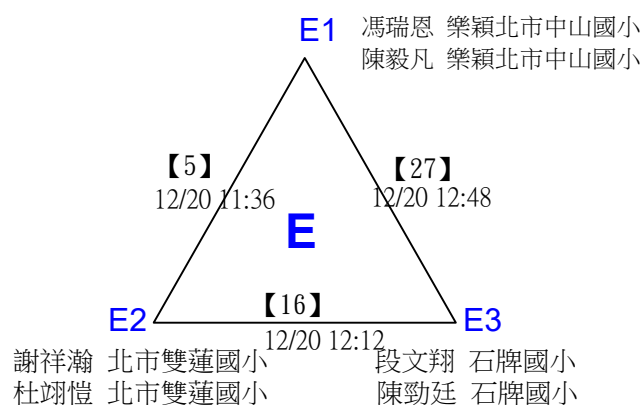 E1
馮瑞恩 樂穎北市中山國小
陳毅凡 樂穎北市中山國小
【5】
12/20 11:36
【27】
12/20 12:48
E
E2
【16】
12/20 12:12
E3
謝祥瀚 北市雙蓮國小
杜翊愷 北市雙蓮國小
段文翔 石牌國小
陳勁廷 石牌國小